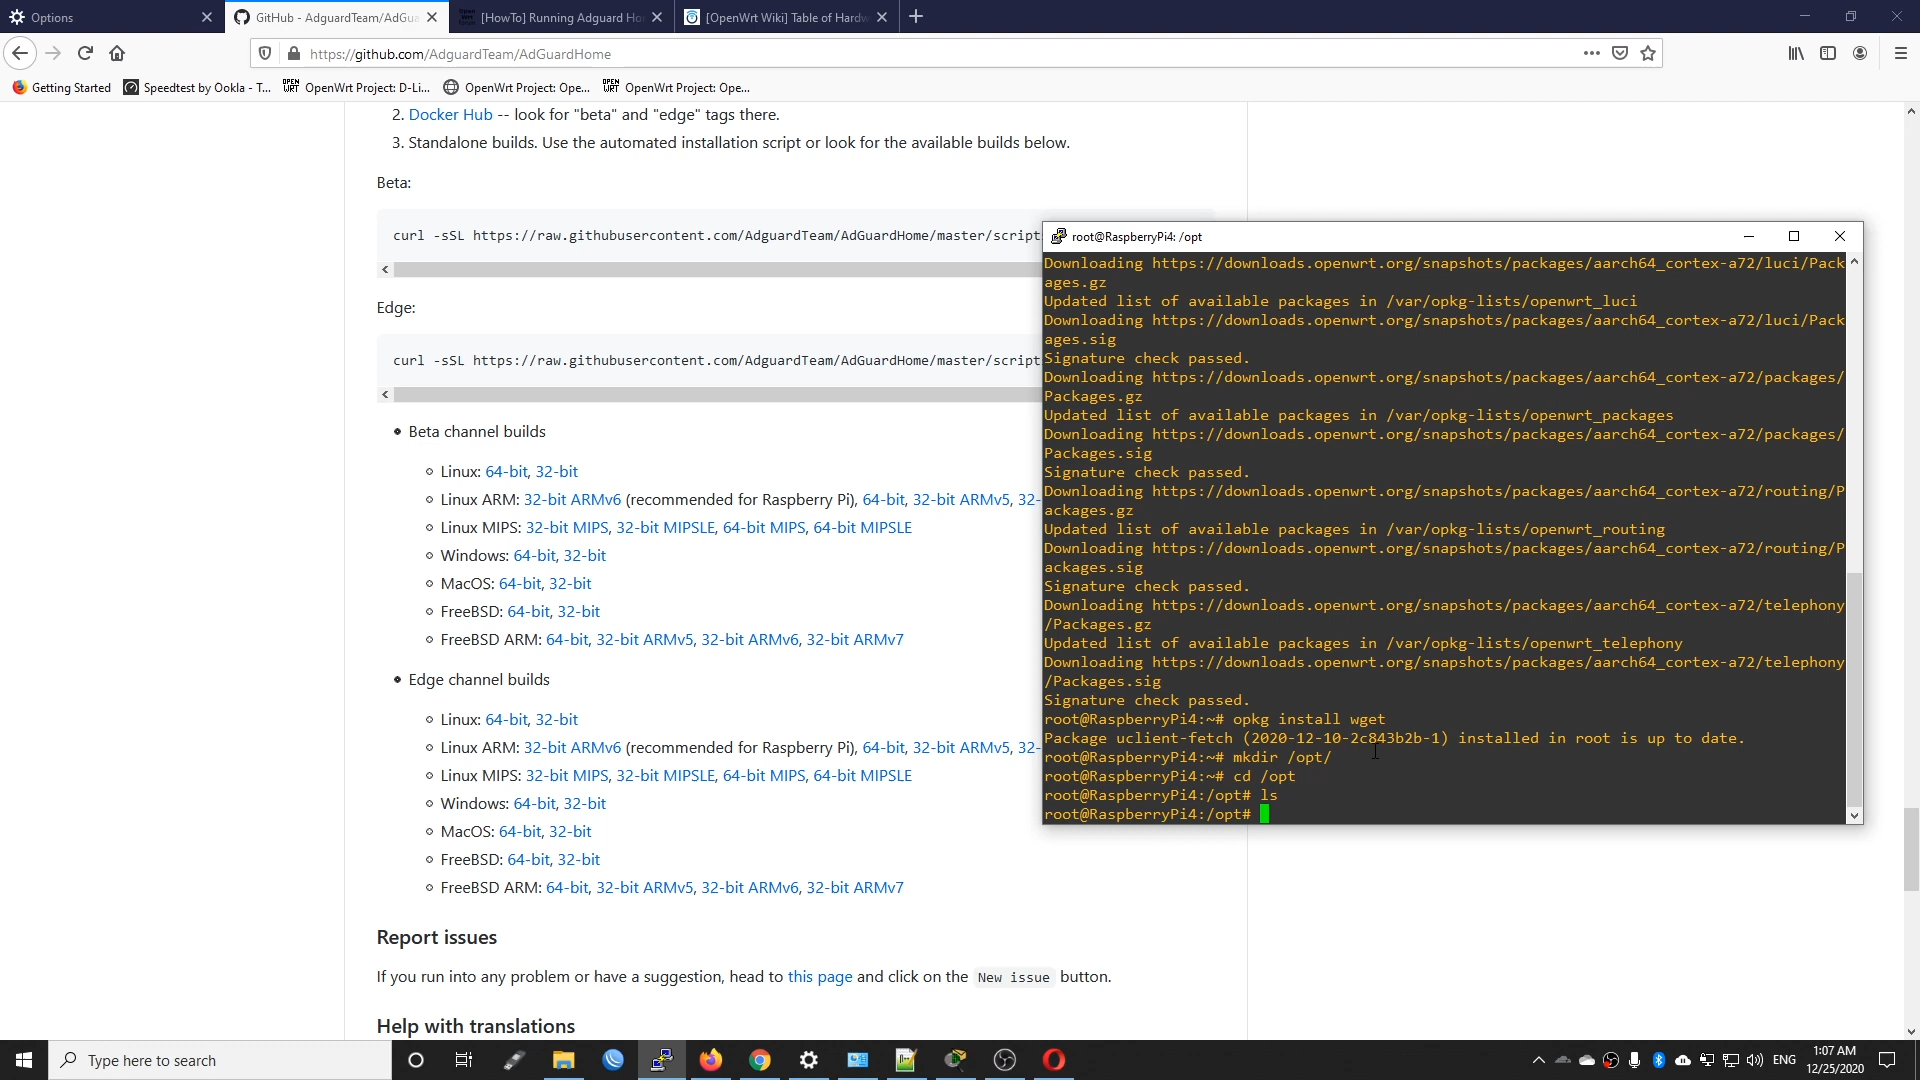 Options
GitHub - AdguardTeam/AdGua
[HowTo] Running Adguard Ho
[OpenWrt Wiki] Table of Hardw
https://github.com/AdguardTeam/AdGuardHome
Getting Started
Speedtest by Ookla - T...
OpenWrt Project: D-Li...
OpenWrt Project: Ope...
OpenWrt Project: Ope...
2. Docker Hub -- look for "beta" and "edge" tags there.
3. Standalone builds. Use the automated installation script or look for the available builds below.
Beta:
curl -sSL https://raw.githubusercontent.com/AdguardTeam/AdGuardHome/master/script
Edge:
curl -sSL https://raw.githubusercontent.com/AdguardTeam/AdGuardHome/master/script
• Beta channel builds
Linux: 64-bit, 32-bit
Linux ARM: 32-bit ARMv6 (recommended for Raspberry Pi), 64-bit, 32-bit ARMv5, 32-
Linux MIPS: 32-bit MIPS, 32-bit MIPSLE, 64-bit MIPS, 64-bit MIPSLE
Windows: 64-bit, 32-bit
MacOS: 64-bit, 32-bit
FreeBSD: 64-bit, 32-bit
FreeBSD ARM: 64-bit, 32-bit ARMv5, 32-bit ARMv6, 32-bit ARMv7
• Edge channel builds
Linux: 64-bit, 32-bit
Linux ARM: 32-bit ARMv6 (recommended for Raspberry Pi), 64-bit, 32-bit ARMv5, 32-
Linux MIPS: 32-bit MIPS, 32-bit MIPSLE, 64-bit MIPS, 64-bit MIPSLE
Windows: 64-bit, 32-bit
MacOS: 64-bit, 32-bit
FreeBSD: 64-bit, 32-bit
FreeBSD ARM: 64-bit, 32-bit ARMv5, 32-bit ARMv6, 32-bit ARMv7
Report issues
If you run into any problem or have a suggestion, head to this page and click on the New issue button.
Help with translations
root@RaspberryPi4: /opt
Downloading https://downloads.openwrt.org/snapshots/packages/aarch64_cortex-a72/luci/Pack
ages.gz
Updated list of available packages in /var/opkg-lists/openwrt_luci
Downloading https://downloads.openwrt.org/snapshots/packages/aarch64_cortex-a72/luci/Pack
ages.sig
Signature check passed.
Downloading https://downloads.openwrt.org/snapshots/packages/aarch64_cortex-a72/packages/
Packages.gz
Updated list of available packages in /var/opkg-lists/openwrt_packages
Downloading https://downloads.openwrt.org/snapshots/packages/aarch64_cortex-a72/packages/
Packages.sig
Signature check passed.
Downloading https://downloads.openwrt.org/snapshots/packages/aarch64_cortex-a72/routing/P
ackages.gz
Updated list of available packages in /var/opkg-lists/openwrt_routing
Downloading https://downloads.openwrt.org/snapshots/packages/aarch64_cortex-a72/routing/P
ackages.sig
Signature check passed.
Downloading https://downloads.openwrt.org/snapshots/packages/aarch64_cortex-a72/telephony
/Packages.gz
Updated list of available packages in /var/opkg-lists/openwrt_telephony
Downloading https://downloads.openwrt.org/snapshots/packages/aarch64_cortex-a72/telephony
/Packages.sig
Signature check passed.
root@RaspberryPi4:~# opkg install wget
Package uclient-fetch (2020-12-10-2c843b2b-1) installed in root is up to date.
root@RaspberryPi4:~# mkdir /opt/
root@RaspberryPi4:~# cd /opt
root@RaspberryPi4:/opt# ls
root@RaspberryPi4:/opt#
Type here to search
ENG
1:07 AM
12/25/2020